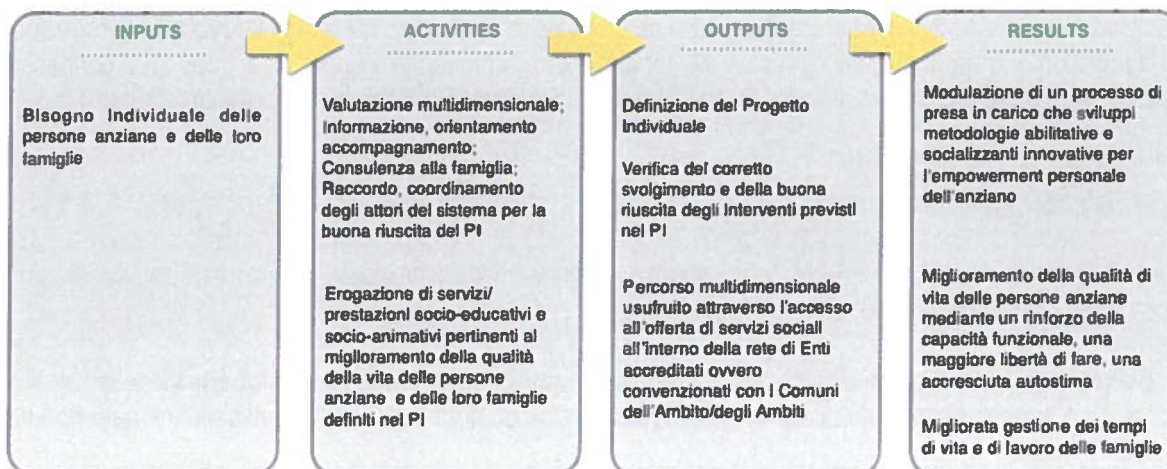 INPUTS
Bisogno Individuale delle
persone anziane e delle loro
famiglie
ACTIVITIES
Valutazione multidimensionale;
Informazione, orientamento
accompagnamento;
Consulenza alla famiglia;
Raccordo, coordinamento
degli attori del sistema per la
buona riuscita del PI
Erogazione di servizi/
prestazioni socio-educativi e
socio-animativi pertinenti al
miglioramento della qualità
della vita delle persone
anziane e delle loro famiglie
definiti nel PI
OUTPUTS
Definizione del Progetto
Individuale
Verifica del corretto
svolgimento e della buona
riuscita degli Interventi previsti
nel PI
Percorso multidimensionale
usufruito attraverso l'accesso
all'offerta di servizi sociali
all'interno della rete di Enti
accreditati ovvero
convenzionati con i Comuni
dell'Ambito/degli Ambiti
RESULTS
Modulazione di un processo di
presa in carico che sviluppi
metodologie abilitative e
socializzanti innovative per
l'empowerment personale
dell'anziano
Miglioramento della qualità di
vita delle persone anziane
mediante un rinforzo della
capacità funzionale, una
maggiore libertà di fare, una
accresciuta autostima
Migliorata gestione dei tempi
di vita e di lavoro delle famiglie